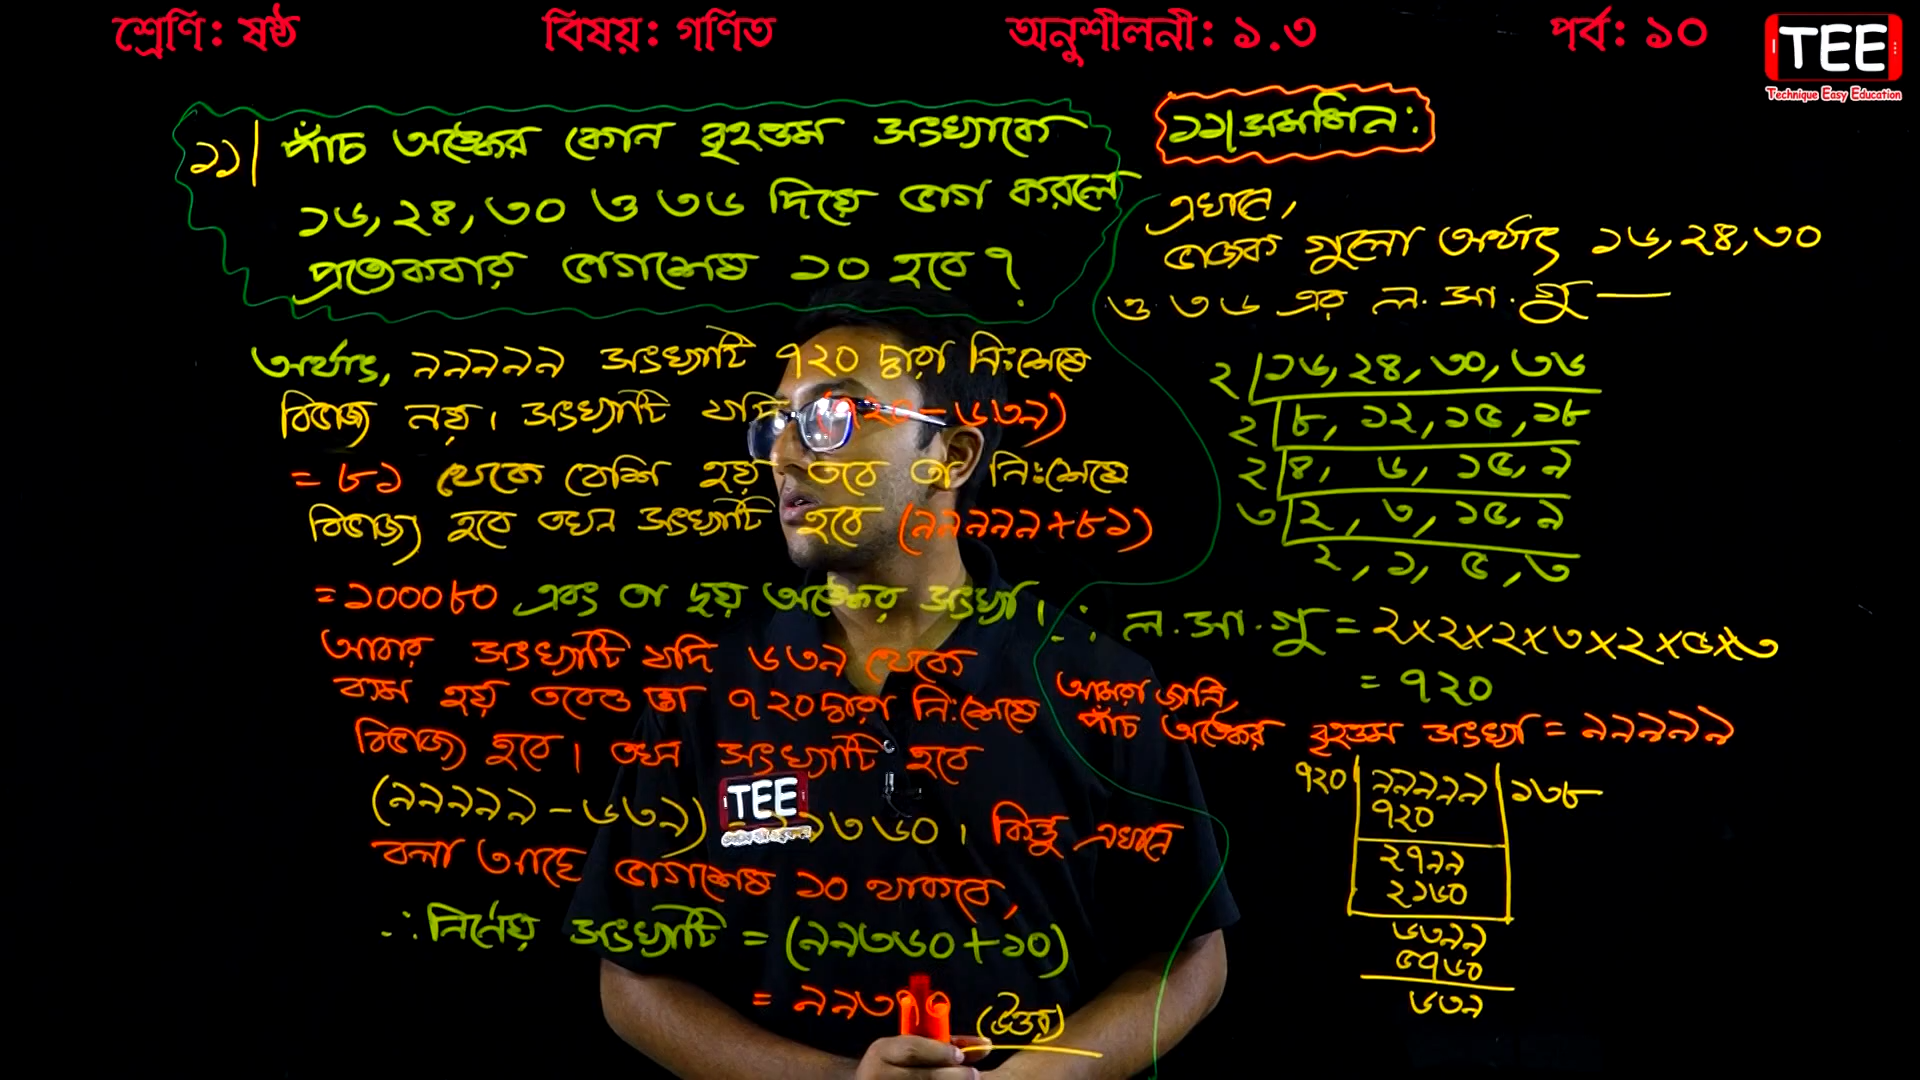 শ্রেণি: ষষ্ঠ বিষয়: গণিত অনুশীলনী: ১.৩ পর্ব: ১০
TEE
Technique Easy Education
১১| পাঁচ অঙ্কের কোন বৃহত্তম সংখ্যাকে
১৬, ২৪, ৩০ ও ৩৬ দিয়ে ভাগ করলে
প্রত্যেকবার ভাগশেষ ১০ হবে?
অর্থাৎ, ৯৯৯৯৯ সংখ্যাটি ৭২০ দ্বারা নিঃশেষে
বিভাজ্য নয়। সংখ্যাটি যদি (৭২০-৬৩৯)
= ৮১ থেকে বেশি হয় তবে তা নিঃশেষে
বিভাজ্য হবে তখন সংখ্যাটি হবে (৯৯৯৯৯+৮১)
= ১০০০৮০ এবং তা ছয় অঙ্কের সংখ্যা।
আবার সংখ্যাটি যদি ৬৩৯ থেকে
কম হয় তবেও তা ৭২০ দ্বারা নি:শেষে
বিভাজ্য হবে। তখন সংখ্যাটি হবে
(৯৯৯৯৯ - ৬৩৯) = ৯৯৩৬০। কিন্তু এখানে
বলা আছে ভাগশেষ ১০ থাকবে,
∴ নির্ণেয় সংখ্যাটি = (৯৯৩৬০+১০)
= ৯৯৩৭০ (উত্তর)
১১|সমাধান:
এখানে,
ভাজক গুলো অর্থাৎ ১৬, ২৪, ৩০
ও ৩৬ এর ল.সা.গু —
২ | ১৬, ২৪, ৩০, ৩৬
২ | ৮, ১২, ১৫, ১৮
২ | ৪, ৬, ১৫, ৯
৩ | ২, ৩, ১৫, ৯
২, ১, ৫, ৩
∴ ল.সা.গু = ২×২×২×৩×২×৫×৩
= ৭২০
আমরা জানি,
পাঁচ অঙ্কের বৃহত্তম সংখ্যা = ৯৯৯৯৯
৭২০ | ৯৯৯৯৯ | ১৩৮
৭২০
২৭৯৯
২১৬০
৬৩৯৯
৫৭৬০
৬৩৯
TEE